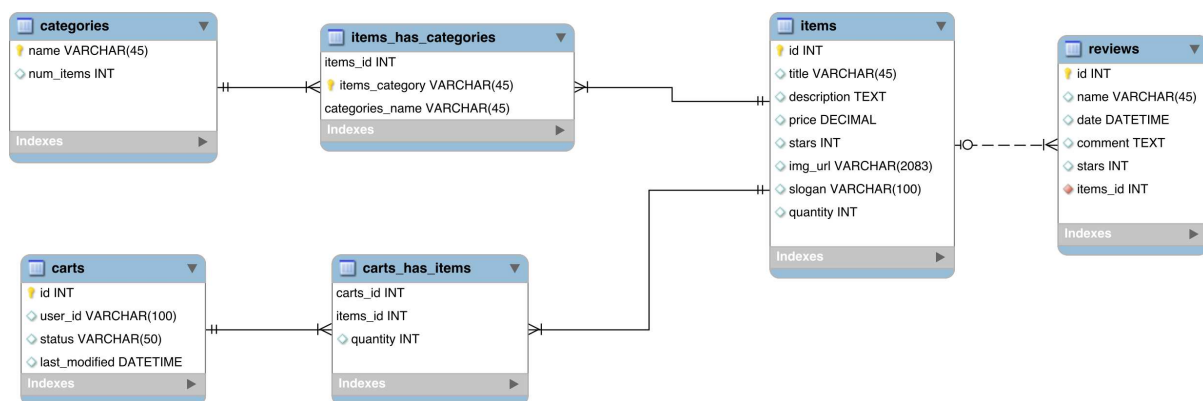 categories
name VARCHAR(45)
num_items INT
Indexes
items_has_categories
items_id INT
items_category VARCHAR(45)
categories_name VARCHAR(45)
Indexes
items
id INT
title VARCHAR(45)
description TEXT
price DECIMAL
stars INT
img_url VARCHAR(2083)
slogan VARCHAR(100)
quantity INT
Indexes
reviews
id INT
name VARCHAR(45)
date DATETIME
comment TEXT
stars INT
items_id INT
Indexes
carts
id INT
user_id VARCHAR(100)
status VARCHAR(50)
last_modified DATETIME
Indexes
carts_has_items
carts_id INT
items_id INT
quantity INT
Indexes